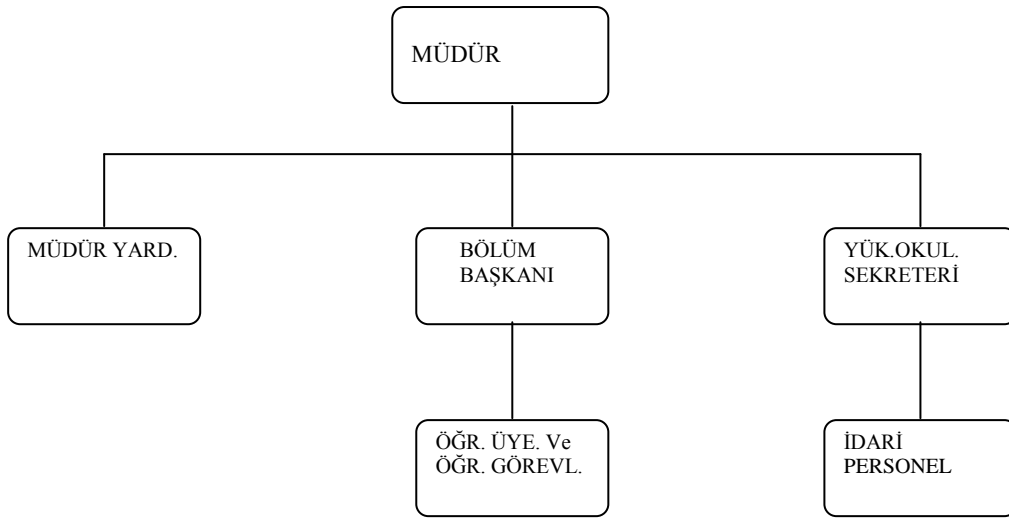 MÜDÜR
MÜDÜR YARD.
BÖLÜM
BAŞKANI
YÜK.OKUL.
SEKRETERİ
ÖĞR. ÜYE. Ve
ÖĞR. GÖREVL.
İDARİ
PERSONEL